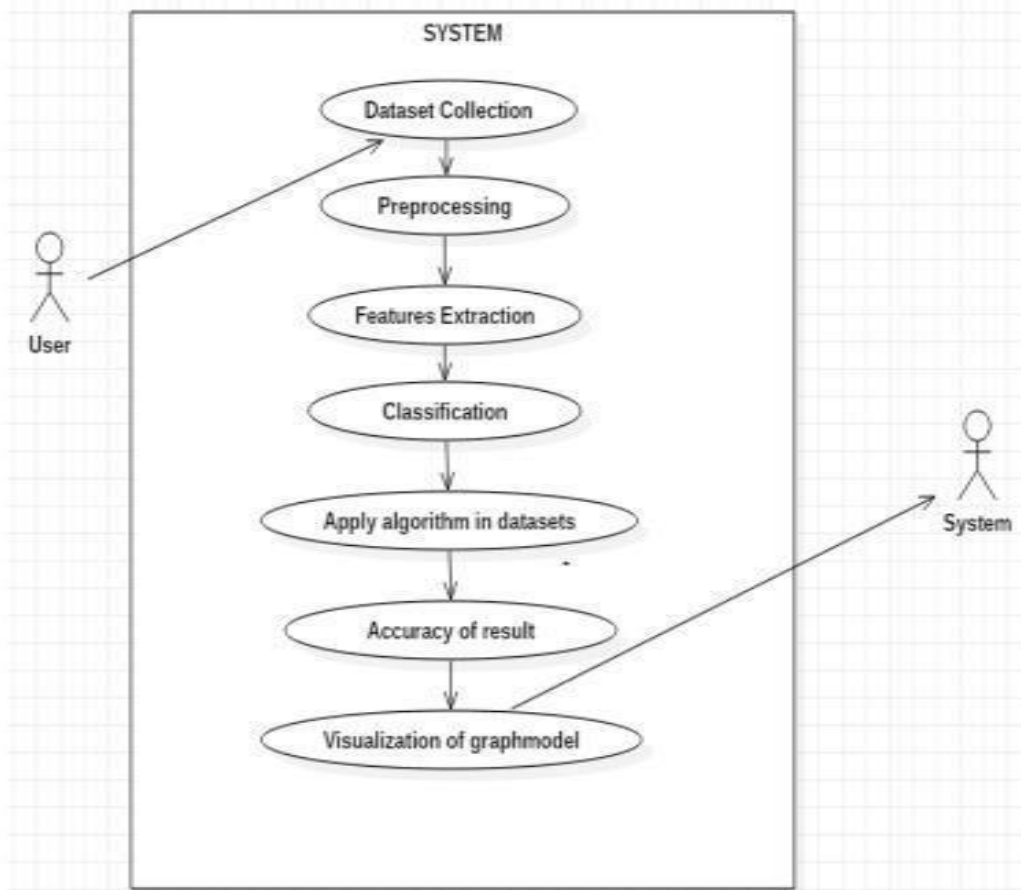 SYSTEM
Dataset Collection
Preprocessing
User
Features Extraction
Classification
Apply algorithm in datasets
System
Accuracy of result
Visualization of graphmodel